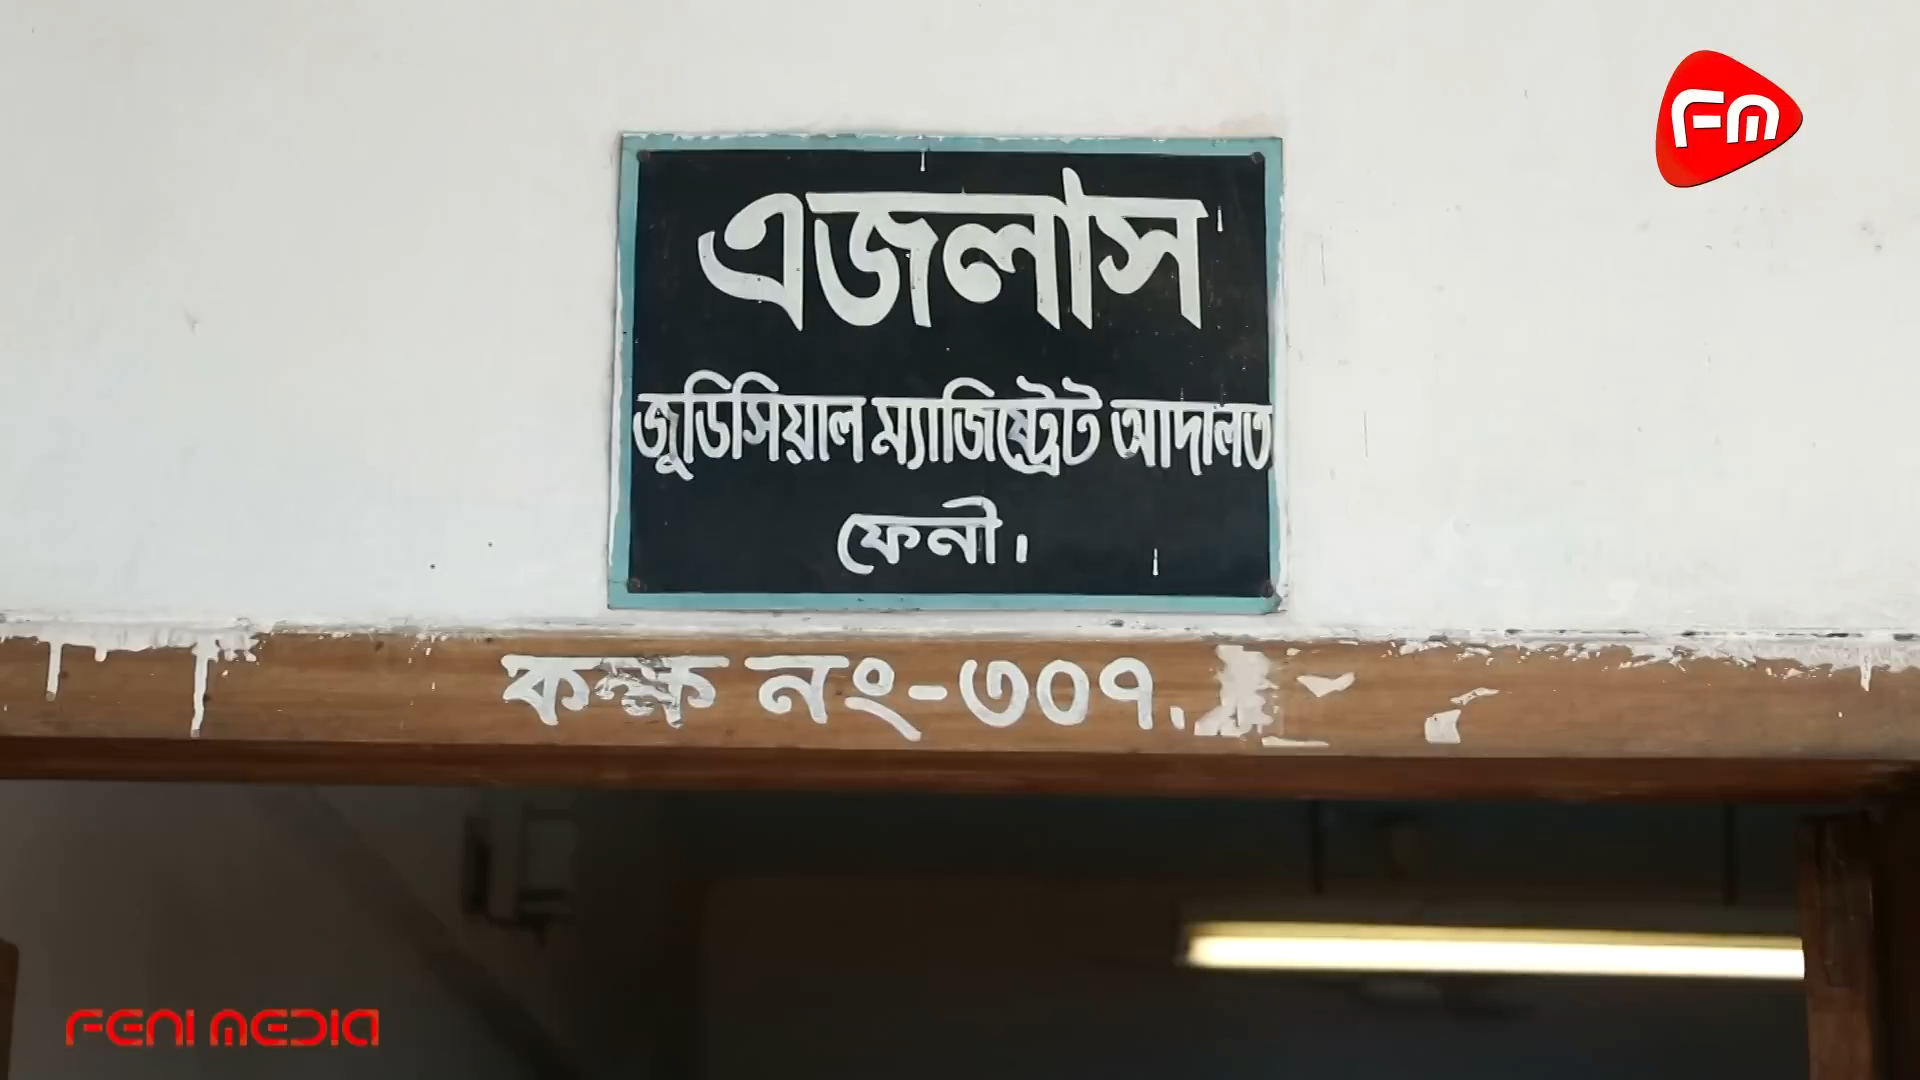 FM
এজলাস
জুডিসিয়াল ম্যাজিষ্ট্রেট আদালত
ফেনী।
কক্ষ নং-৩০৭.
FENI MEDIA